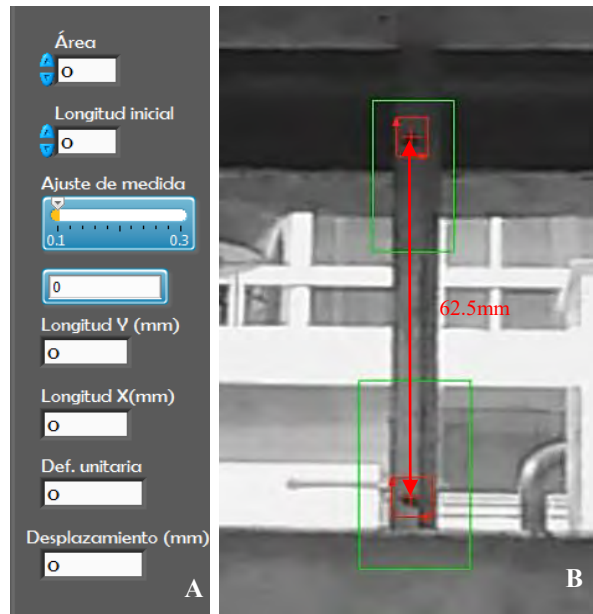 Área
0
Longitud inicial
0
Ajuste de medida
0.1 0.3
0
Longitud Y (mm)
0
Longitud X(mm)
0
Def. unitaria
0
Desplazamiento (mm)
0
A
62.5mm
B